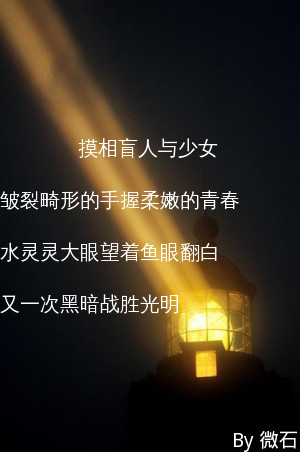 摸相盲人与少女
皱裂畸形的手握柔嫩的青春
水灵灵大眼望着鱼眼翻白
又一次黑暗战胜光明
By 微石